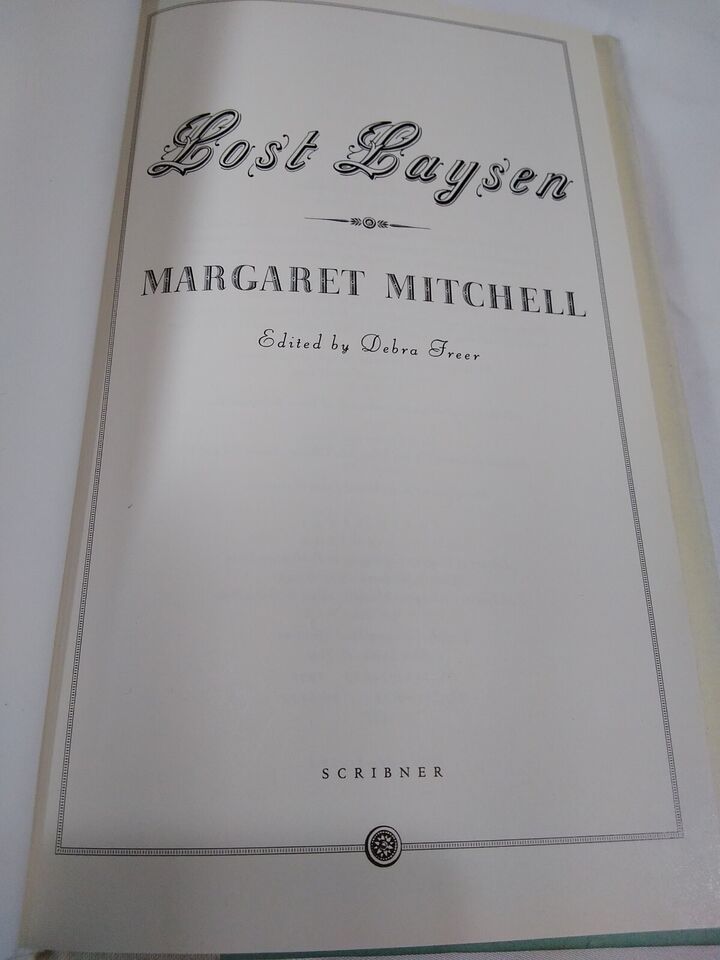 Lost Laysen
MARGARET MITCHELL
Edited by Debra Freer
SCRIBNER